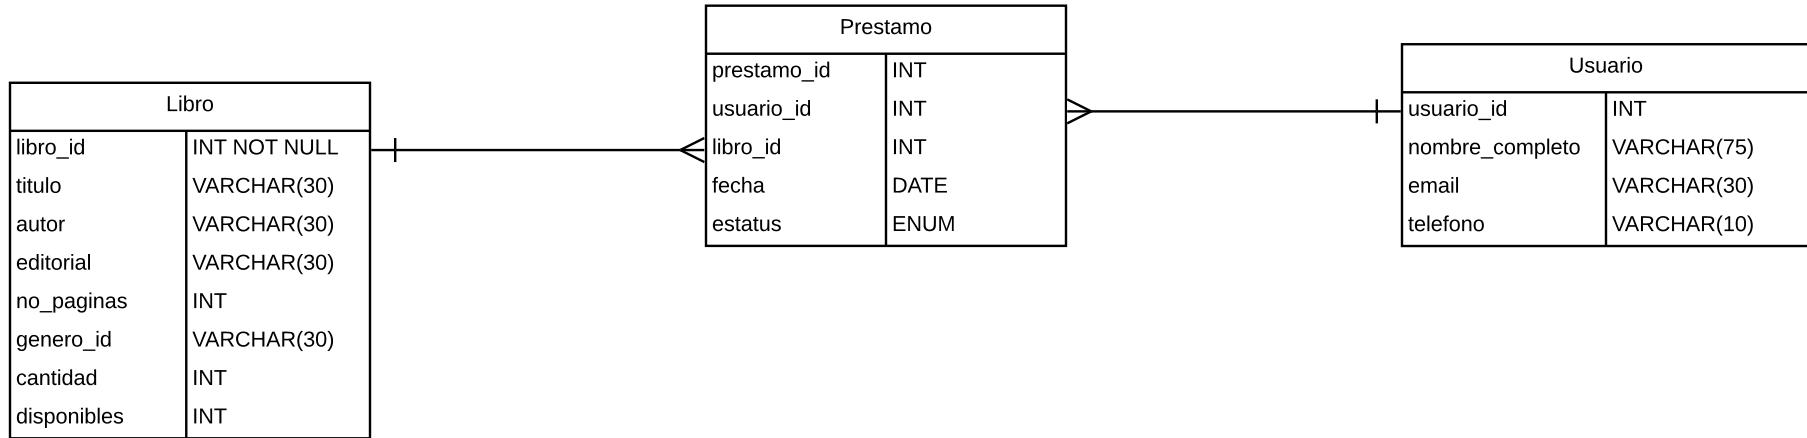 Libro
libro_id INT NOT NULL
titulo VARCHAR(30)
autor VARCHAR(30)
editorial VARCHAR(30)
no_paginas INT
genero_id VARCHAR(30)
cantidad INT
disponibles INT
Prestamo
prestamo_id INT
usuario_id INT
libro_id INT
fecha DATE
estatus ENUM
Usuario
usuario_id INT
nombre_completo VARCHAR(75)
email VARCHAR(30)
telefono VARCHAR(10)